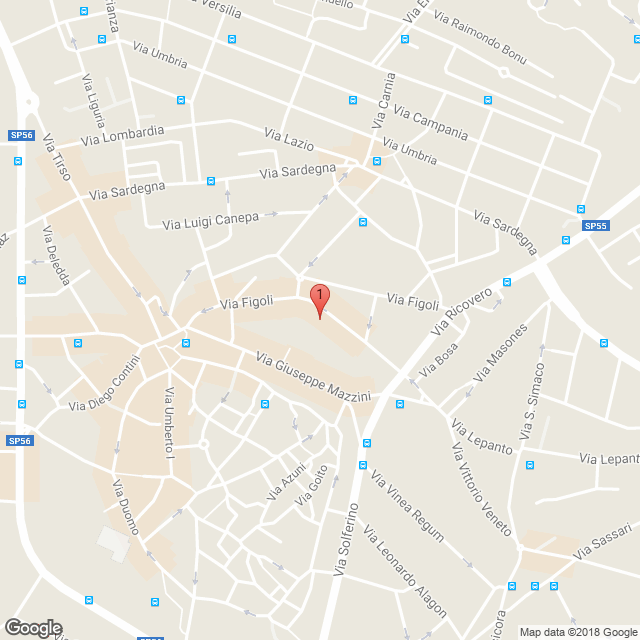 Via Versilia
Via Raimondo Bonu
Via Umbria
Via Liguria
Via Carnia
Via Campania
SP56
Via Lombardia
Via Lazio
Via Umbria
Via Tirso
Via Sardegna
Via Sardegna
Via Luigi Canepa
Via Sardegna
SP55
Via Deledda
1
Via Figoli
Via Figoli
Via Ricovero
Via Masones
Via Bosa
Via Giuseppe Mazzini
Via Diego Contini
Via Umberto I
Via S. Simaco
SP56
Via Lepanto
Via Lepant
Via Azuni
Via Goito
Via Vittorio Veneto
Via Duomo
Via Vinea Regum
Via Solferino
Via Leonardo Alagon
Via Sassari
Google
Map data ©2018 Google